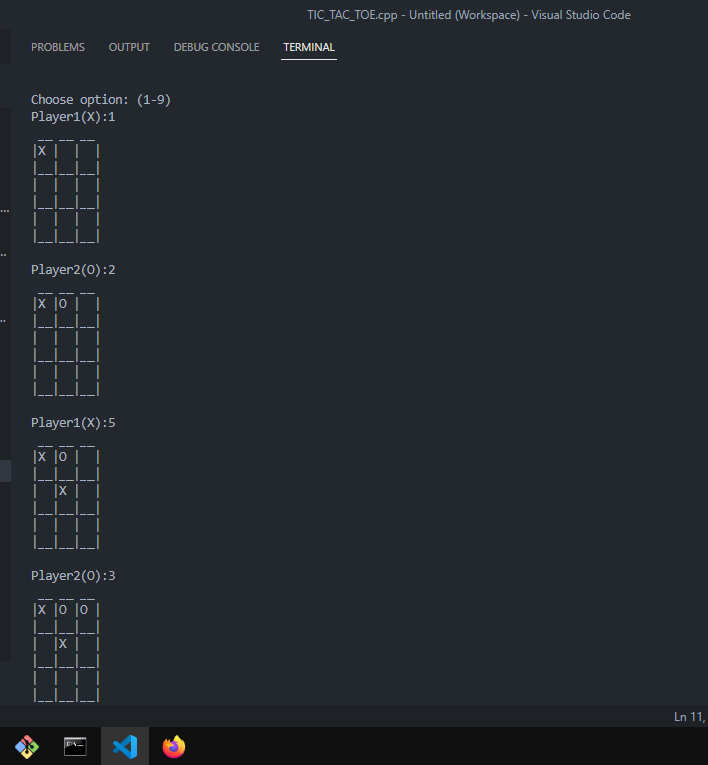 TIC_TAC_TOE.cpp - Untitled (Workspace) - Visual Studio Code
PROBLEMS OUTPUT DEBUG CONSOLE TERMINAL
Choose option: (1-9)
Player1(X):1
 __ __ __
|X |  |  |
|__|__|__|
|  |  |  |
|__|__|__|
|  |  |  |
|__|__|__|
Player2(O):2
 __ __ __
|X |O |  |
|__|__|__|
|  |  |  |
|__|__|__|
|  |  |  |
|__|__|__|
Player1(X):5
 __ __ __
|X |O |  |
|__|__|__|
|  |X |  |
|__|__|__|
|  |  |  |
|__|__|__|
Player2(O):3
 __ __ __
|X |O |O |
|__|__|__|
|  |X |  |
|__|__|__|
|  |  |  |
|__|__|__|
Ln 11,